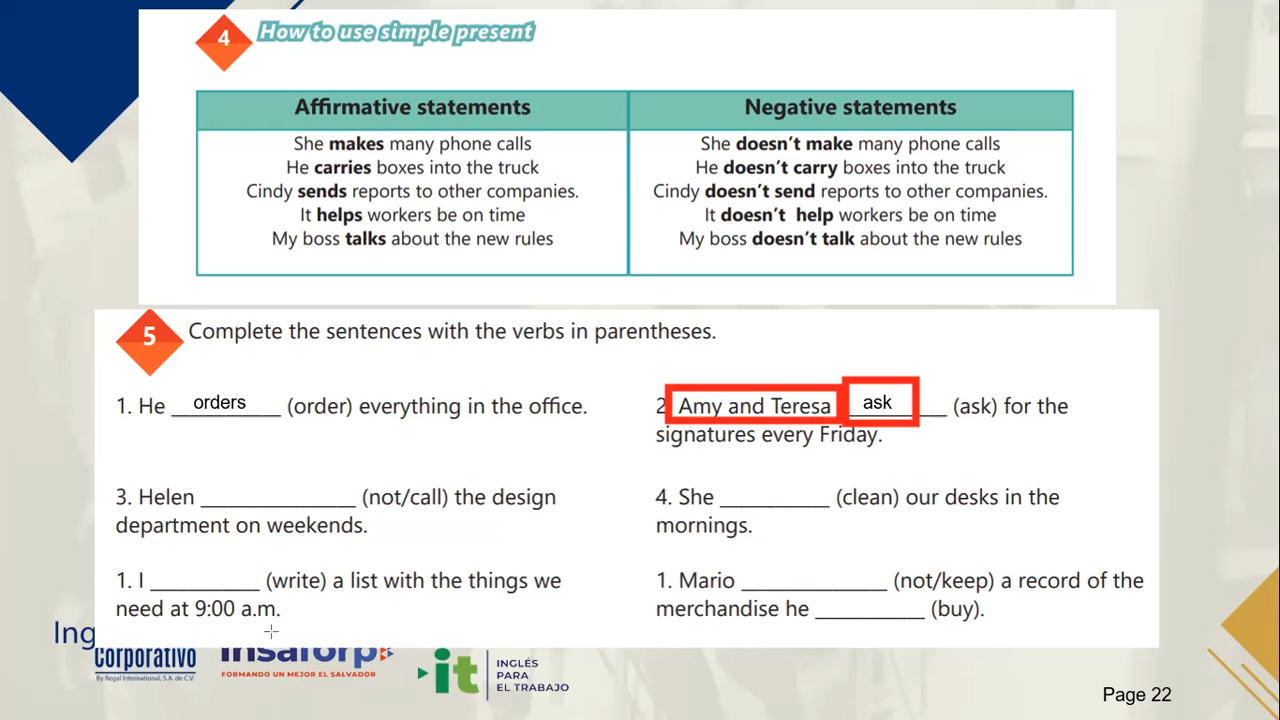 4 How to use simple present
Affirmative statements
She makes many phone calls
He carries boxes into the truck
Cindy sends reports to other companies.
It helps workers be on time
My boss talks about the new rules
Negative statements
She doesn't make many phone calls
He doesn't carry boxes into the truck
Cindy doesn't send reports to other companies.
It doesn't help workers be on time
My boss doesn't talk about the new rules
5 Complete the sentences with the verbs in parentheses.
1. He orders (order) everything in the office.
2 Amy and Teresa ask (ask) for the
signatures every Friday.
3. Helen ______________ (not/call) the design
department on weekends.
4. She __________ (clean) our desks in the
mornings.
1. I __________ (write) a list with the things we
need at 9:00 a.m.
1. Mario _____________ (not/keep) a record of the
merchandise he __________ (buy).
Ing
Corporativo
By Regal International, S.A. de C.V.
insaforp
FORMANDO UN MEJOR EL SALVADOR
it
INGLÉS
PARA
EL TRABAJO
Page 22